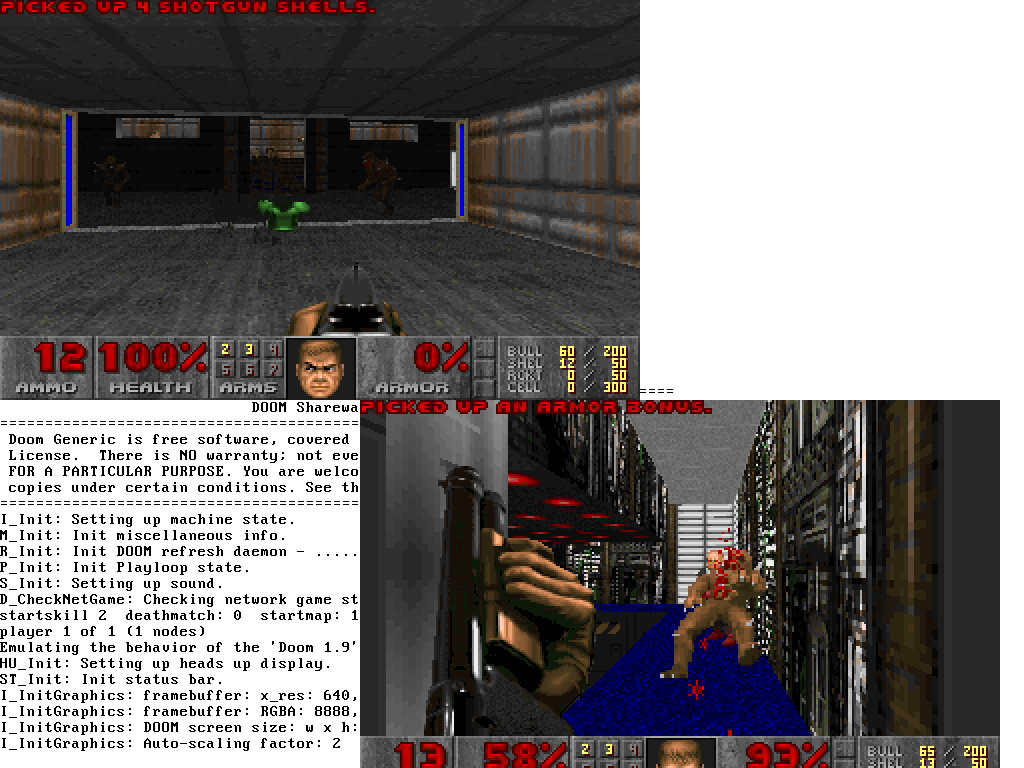 PICKED UP 4 SHOTGUN SHELLS.
12 100% 2 3 4 0% BULL 60 / 200
5 6 7 SHEL 12 / 50
RCKT 0 / 50
AMMO HEALTH ARMS ARMOR CELL 0 / 300
====
DOOM Sharewa
PICKED UP AN ARMOR BONUS.
=============================================
Doom Generic is free software, covered
License.  There is NO warranty; not eve
FOR A PARTICULAR PURPOSE. You are welco
copies under certain conditions. See th
=============================================
I_Init: Setting up machine state.
M_Init: Init miscellaneous info.
R_Init: Init DOOM refresh daemon - .....
P_Init: Init Playloop state.
S_Init: Setting up sound.
D_CheckNetGame: Checking network game st
startskill 2  deathmatch: 0  startmap: 1
player 1 of 1 (1 nodes)
Emulating the behavior of the 'Doom 1.9'
HU_Init: Setting up heads up display.
ST_Init: Init status bar.
I_InitGraphics: framebuffer: x_res: 640,
I_InitGraphics: framebuffer: RGBA: 8888,
I_InitGraphics: DOOM screen size: w x h:
I_InitGraphics: Auto-scaling factor: 2
13 58% 2 3 4 93% BULL 65 / 200
SHEL 13 / 50